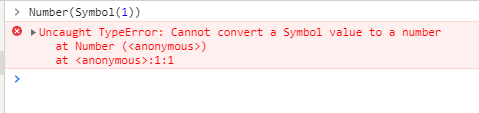 Number(Symbol(1))
Uncaught TypeError: Cannot convert a Symbol value to a number
at Number (<anonymous>)
at <anonymous>:1:1